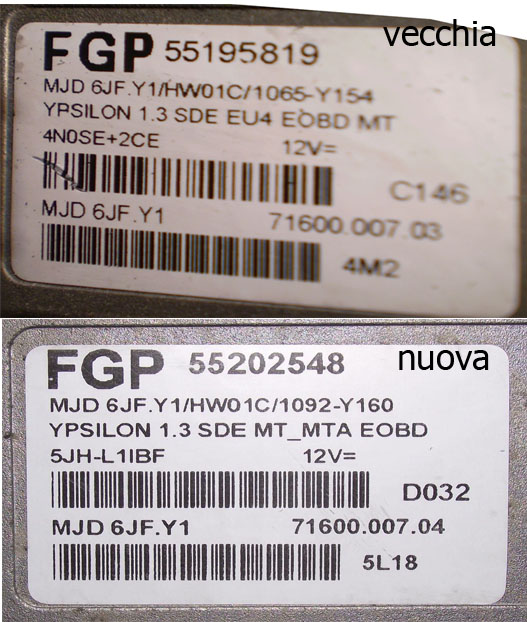 vecchia
FGP 55195819
MJD 6JF.Y1/HW01C/1065-Y154
YPSILON 1.3 SDE EU4 EOBD MT
4N0SE+2CE 12V=
C146
MJD 6JF.Y1 71600.007.03
4M2
nuova
FGP 55202548
MJD 6JF.Y1/HW01C/1092-Y160
YPSILON 1.3 SDE MT_MTA EOBD
5JH-L1IBF 12V=
D032
MJD 6JF.Y1 71600.007.04
5L18